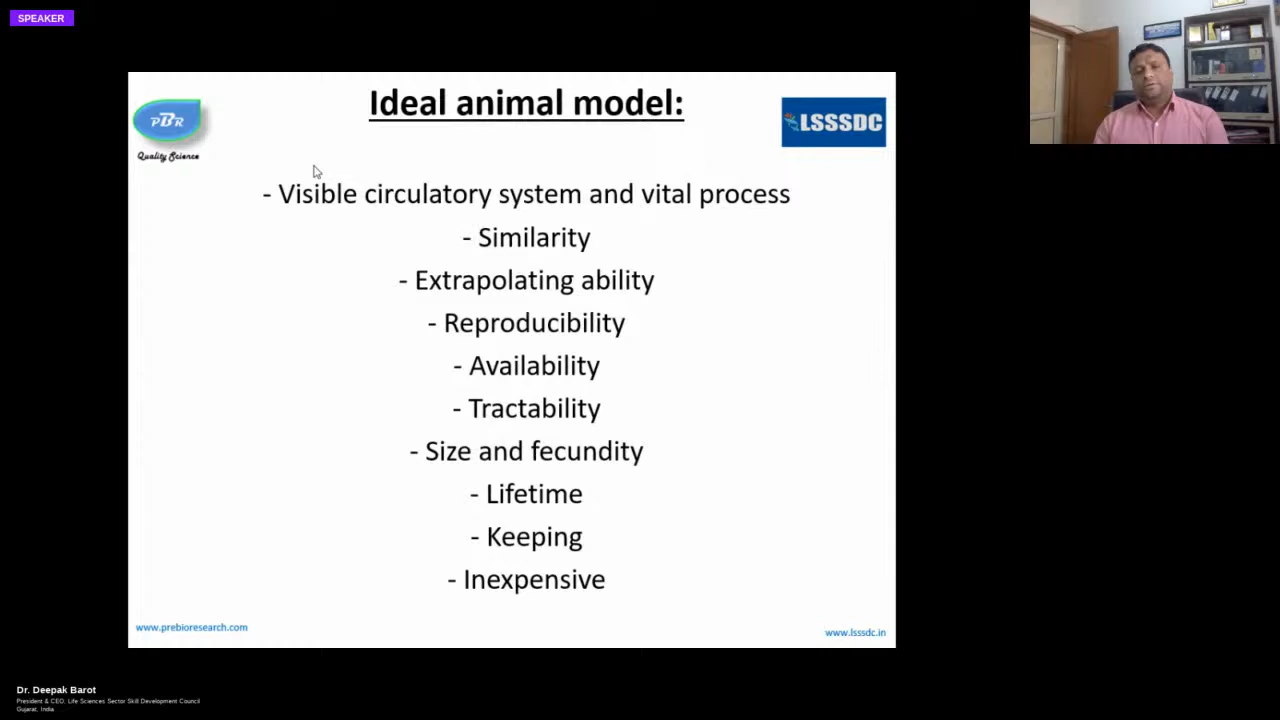 SPEAKER
Ideal animal model:
PBR
Quality Science
LSSSDC
- Visible circulatory system and vital process
- Similarity
- Extrapolating ability
- Reproducibility
- Availability
- Tractability
- Size and fecundity
- Lifetime
- Keeping
- Inexpensive
www.prebioresearch.com
www.lsssdc.in
Dr. Deepak Barot
President & CEO, Life Sciences Sector Skill Development Council
Gujarat, India